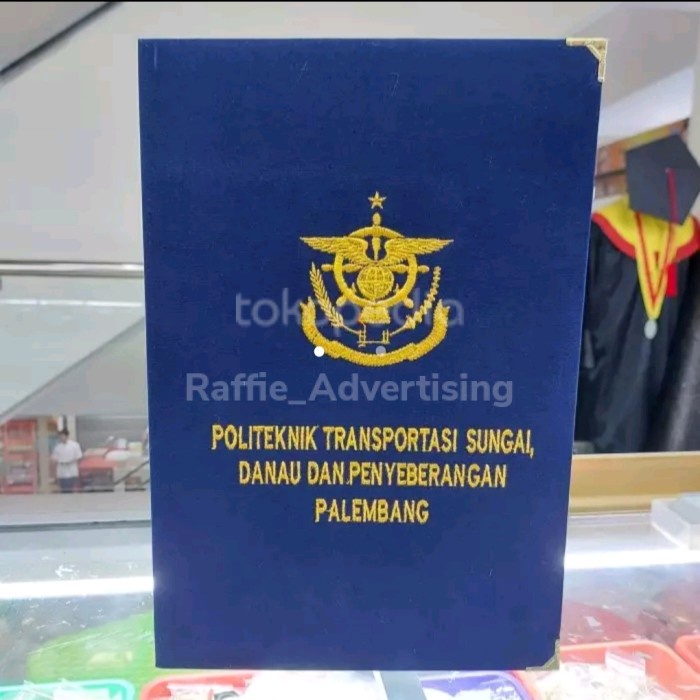 tokopedia
Raffie_Advertising
POLITEKNIK TRANSPORTASI SUNGAI,
DANAU DAN PENYEBERANGAN
PALEMBANG